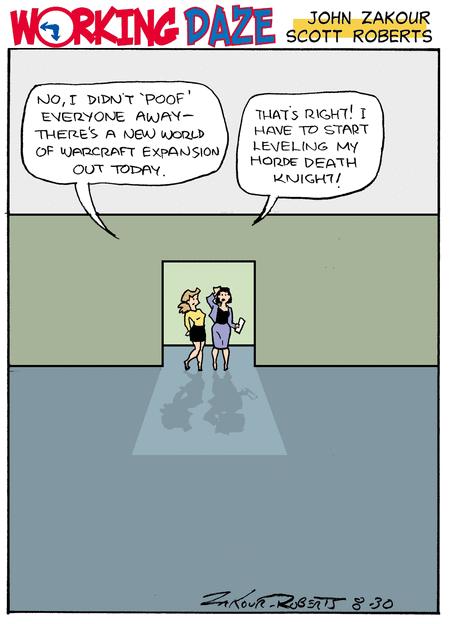 WORKING DAZE
JOHN ZAKOUR
SCOTT ROBERTS
NO, I DIDN'T 'POOF'
EVERYONE AWAY—
THERE'S A NEW WORLD
OF WARCRAFT EXPANSION
OUT TODAY.
THAT'S RIGHT! I
HAVE TO START
LEVELING MY
HORDE DEATH
KNIGHT!
ZAKOUR-ROBERTS 8-30